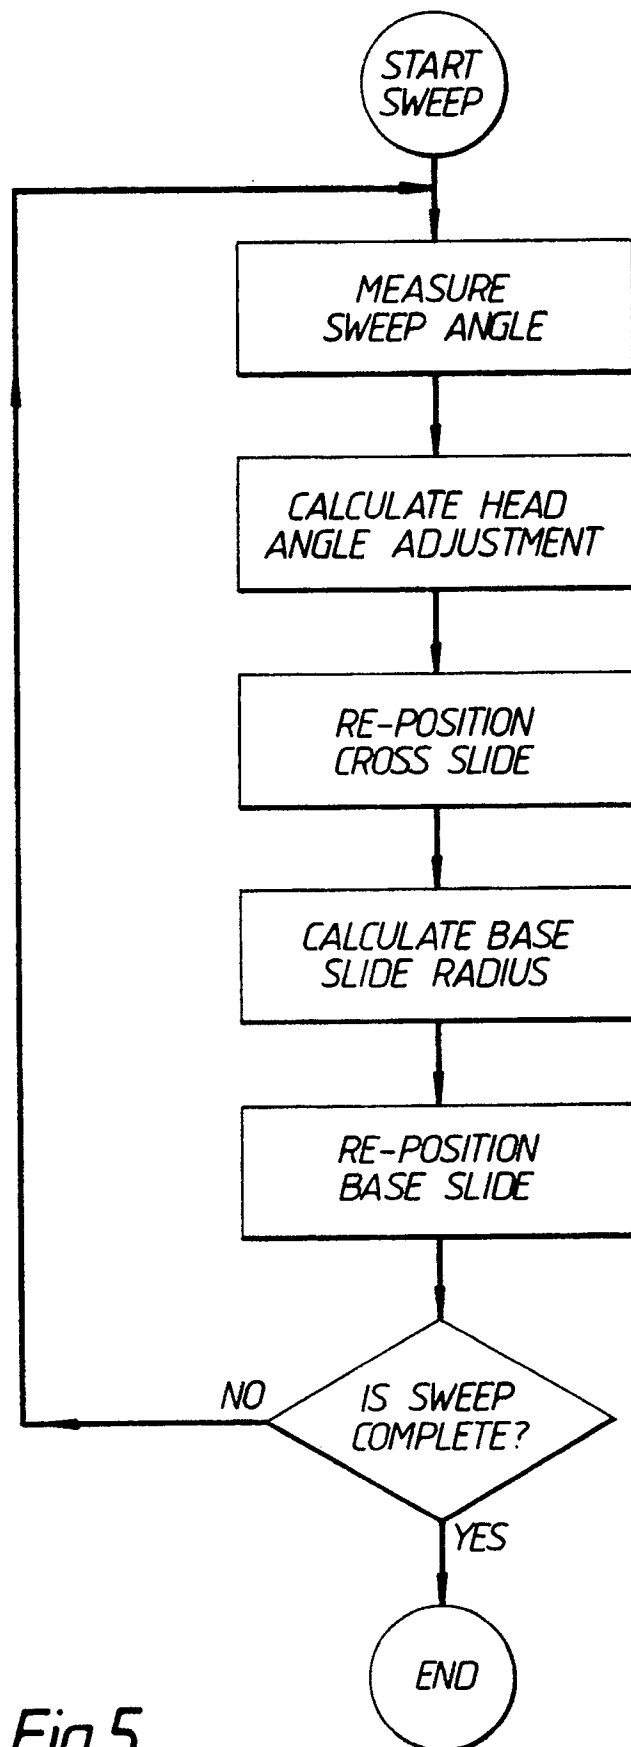 START
SWEEP
MEASURE
SWEEP ANGLE
CALCULATE HEAD
ANGLE ADJUSTMENT
RE-POSITION
CROSS SLIDE
CALCULATE BASE
SLIDE RADIUS
RE-POSITION
BASE SLIDE
IS SWEEP
COMPLETE?
NO
YES
END
Fig. 5